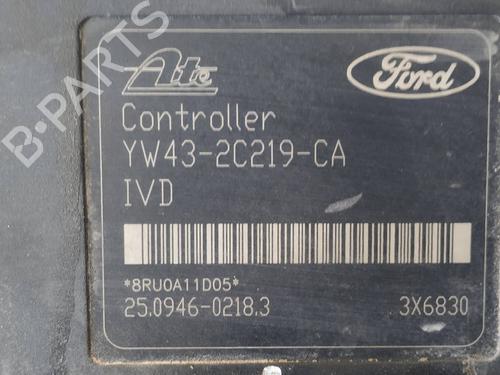 B-PARTS
Ate
Ford
Controller
YW43-2C219-CA
IVD
*8RU0A11D05*
25.0946-0218.3 3X6830